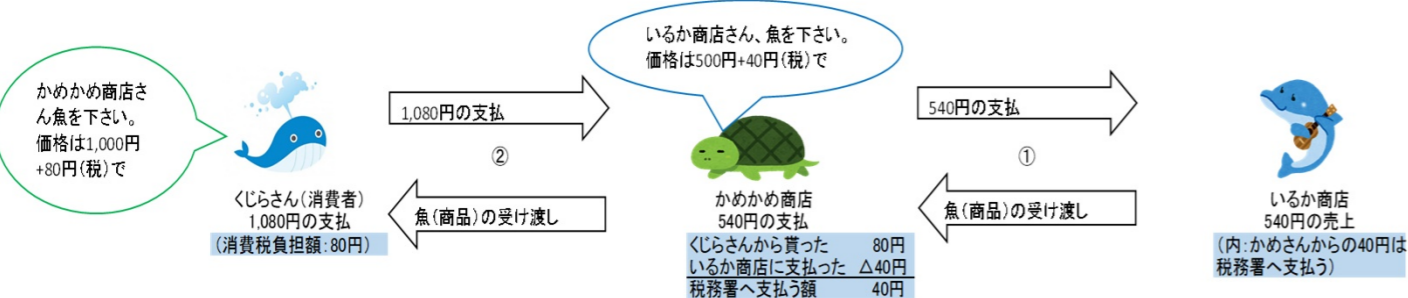 かめかめ商店さ
ん魚を下さい。
価格は1,000円
+80円(税)で
くじらさん(消費者)
1,080円の支払
(消費税負担額:80円)
1,080円の支払
②
魚(商品)の受け渡し
いるか商店さん、魚を下さい。
価格は500円+40円(税)で
かめかめ商店
540円の支払
くじらさんから貰った 80円
いるか商店に支払った △40円
税務署へ支払う額 40円
540円の支払
①
魚(商品)の受け渡し
いるか商店
540円の売上
(内:かめさんからの40円は
税務署へ支払う)